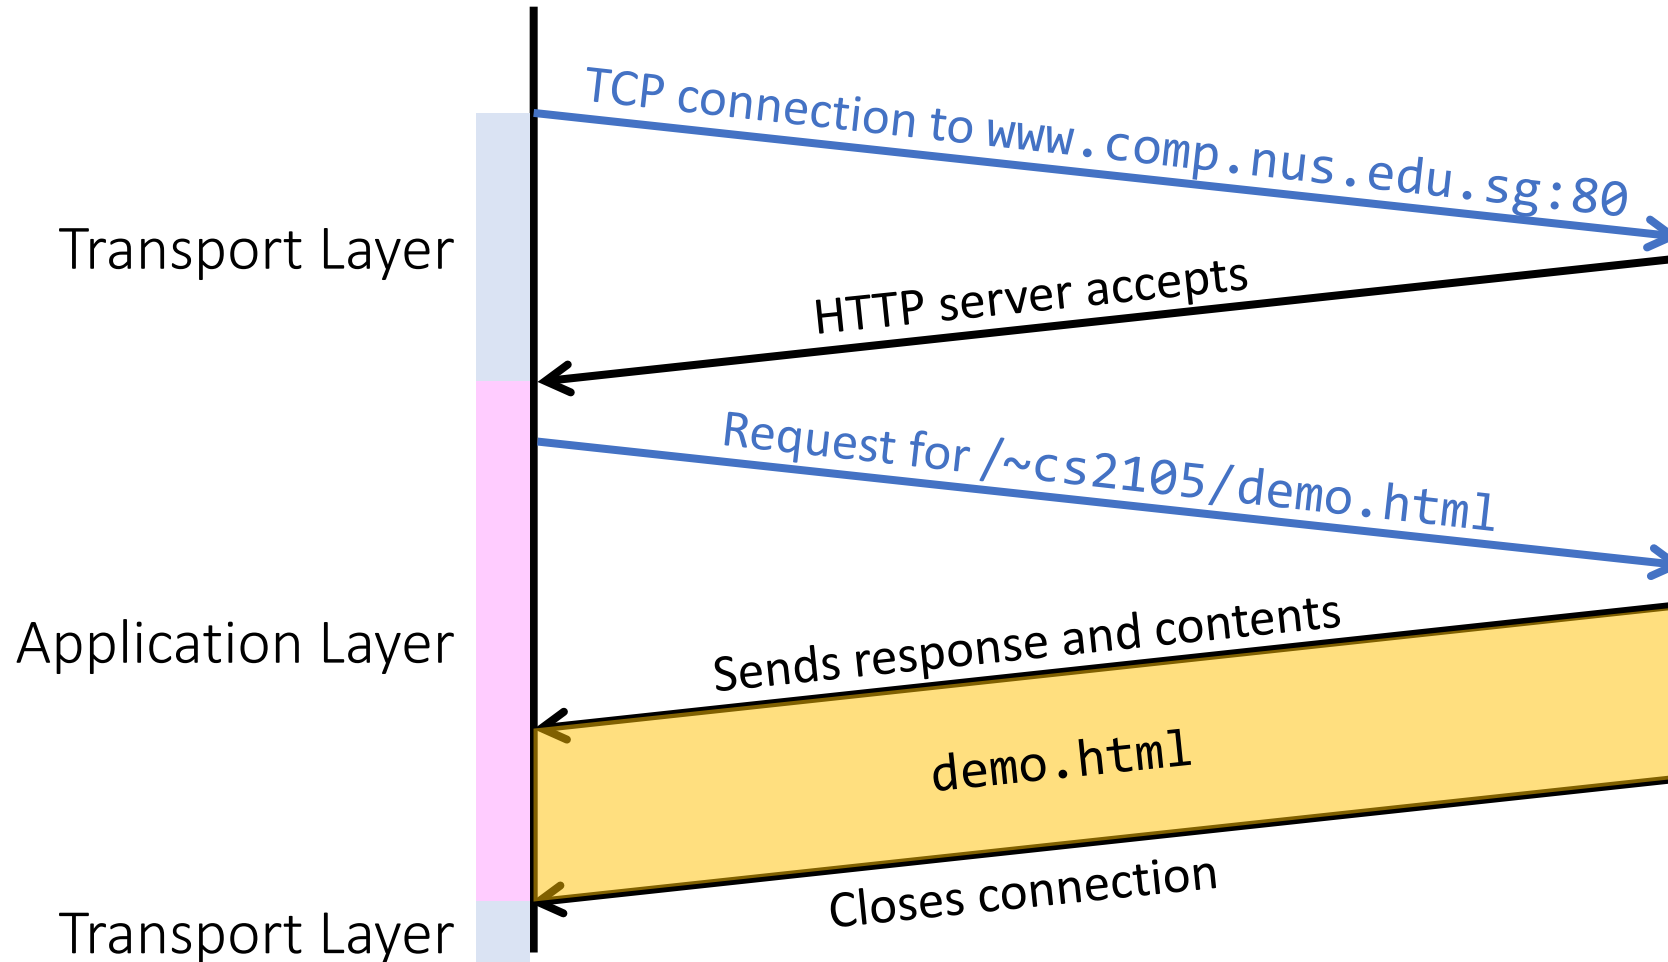 TCP connection to www.comp.nus.edu.sg:80
Transport Layer
HTTP server accepts
Request for /~cs2105/demo.html
Application Layer
Sends response and contents
demo.html
Closes connection
Transport Layer